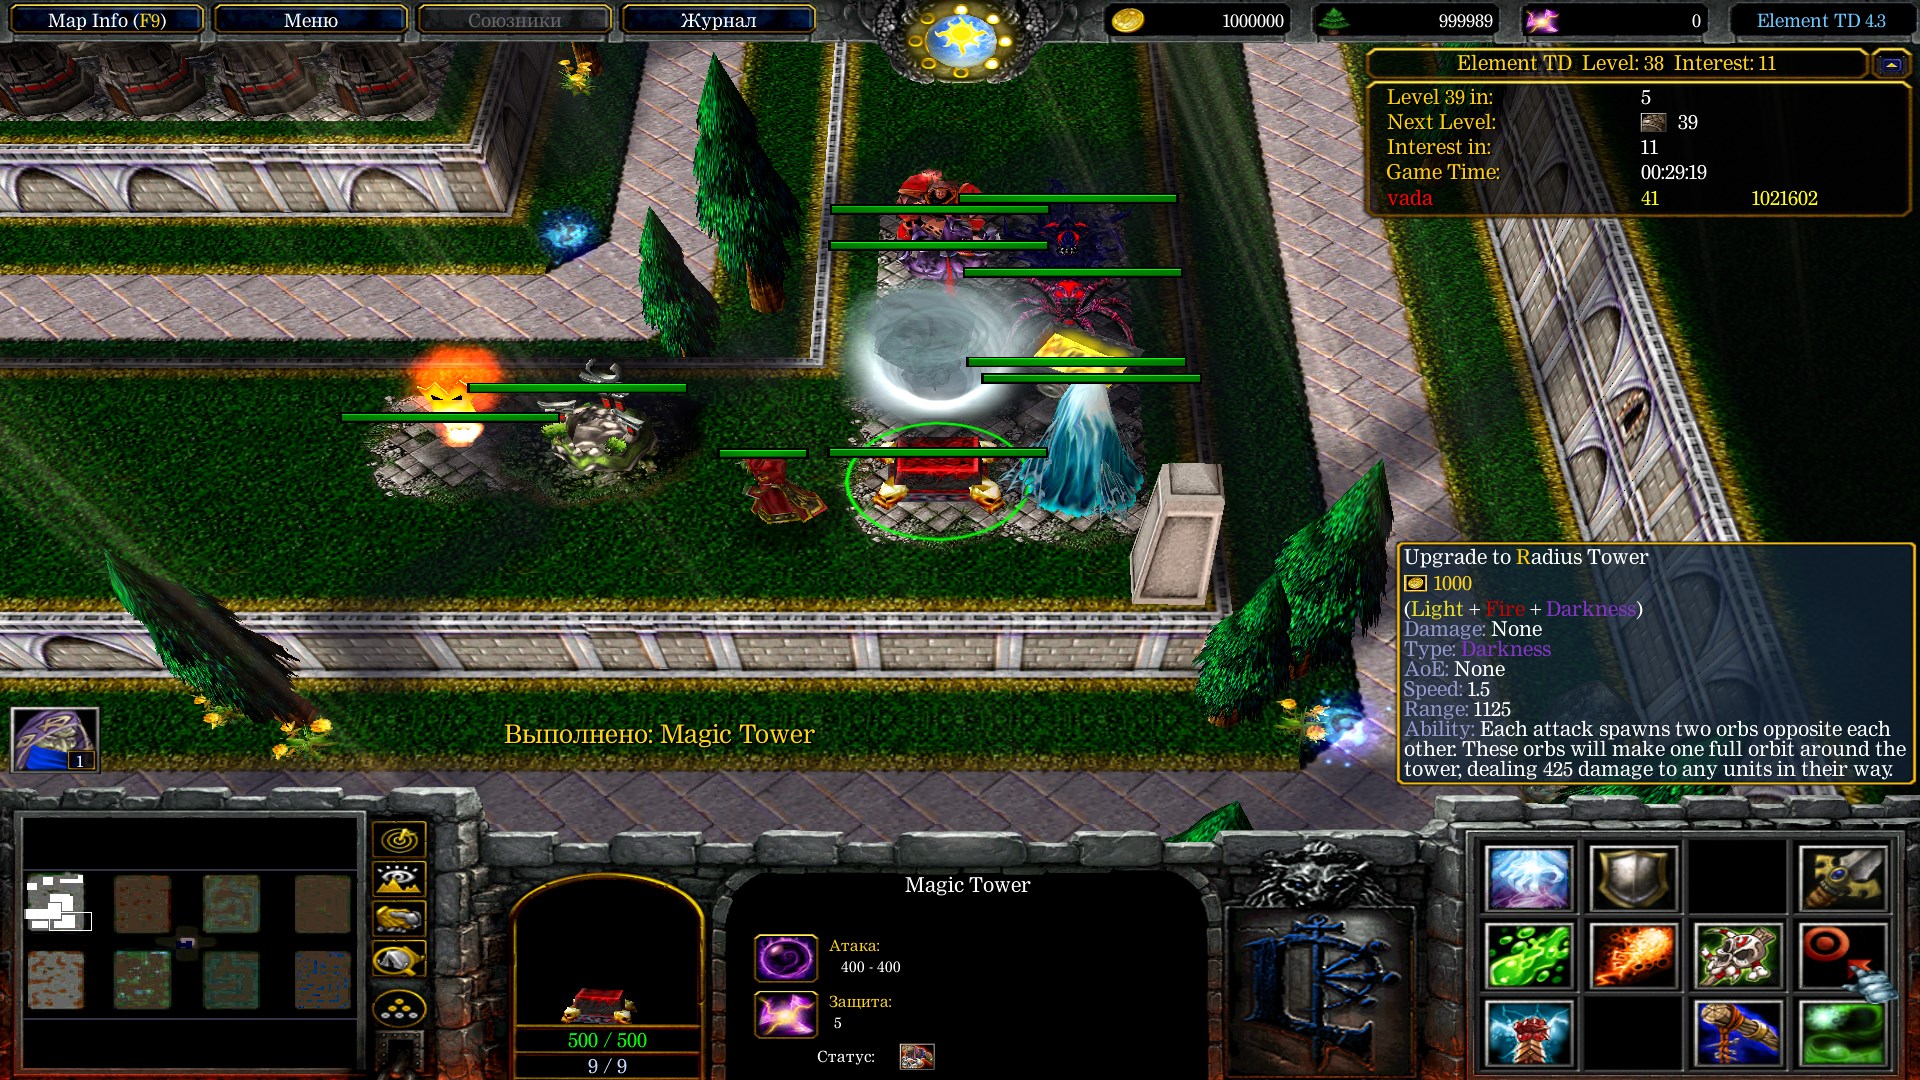 Map Info (F9)
Меню
Союзники
Журнал
1000000
999989
0
Element TD 4.3
Element TD Level: 38 Interest: 11
Level 39 in: 5
Next Level: 39
Interest in: 11
Game Time: 00:29:19
vada 41 1021602
Upgrade to Radius Tower
1000
(Light + Fire + Darkness)
Damage: None
Type: Darkness
AoE: None
Speed: 1.5
Range: 1125
Ability: Each attack spawns two orbs opposite each
other. These orbs will make one full orbit around the
tower, dealing 425 damage to any units in their way.
Выполнено: Magic Tower
1
Magic Tower
Атака:
400 - 400
Защита:
5
Статус:
500 / 500
9 / 9